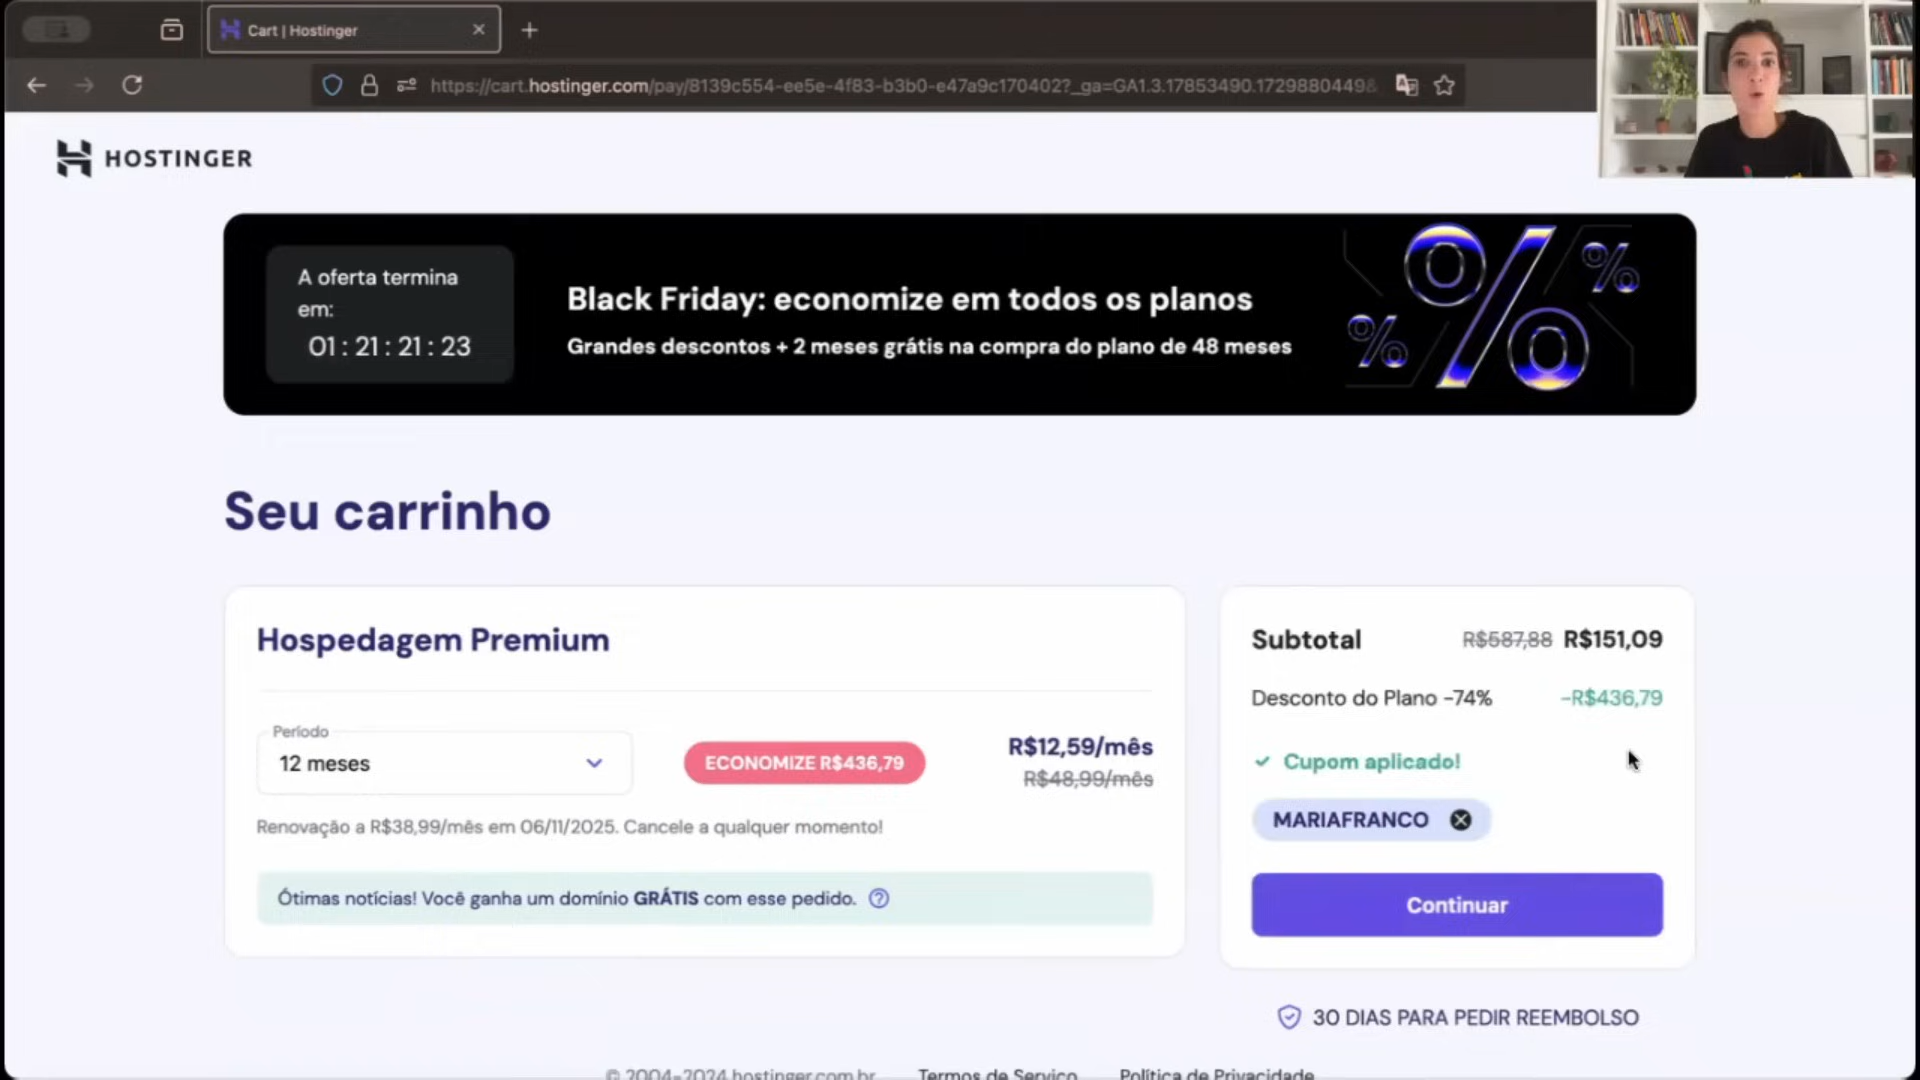 Cart | Hostinger
https://cart.hostinger.com/pay/8139c554-ee5e-4f83-b3b0-e47a9c170402?_ga=GA1.3.17853490.1729880449&
HOSTINGER
A oferta termina
em:
01 : 21 : 21 : 23
Black Friday: economize em todos os planos
Grandes descontos + 2 meses grátis na compra do plano de 48 meses
Seu carrinho
Hospedagem Premium
Período
12 meses
ECONOMIZE R$436,79
R$12,59/mês
R$48,99/mês
Renovação a R$38,99/mês em 06/11/2025. Cancele a qualquer momento!
Ótimas notícias! Você ganha um domínio GRÁTIS com esse pedido.
Subtotal R$587,88 R$151,09
Desconto do Plano -74% -R$436,79
Cupom aplicado!
MARIAFRANCO
Continuar
30 DIAS PARA PEDIR REEMBOLSO
© 2004-2024 hostinger.com.br Termos de Serviço Política de Privacidade